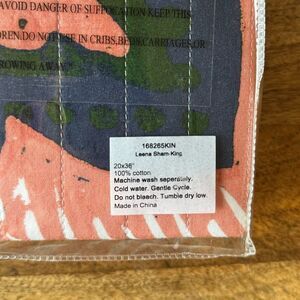 AVOID DANGER OF SUFFOCATION KEEP THIS
DREN.DO NOT USE IN CRIBS,BEDS,CARRIAGES,OR
ROWING AWAY.
168265KIN
Leena Sham-King
20x36"
100% cotton
Machine wash seperately.
Cold water. Gentle Cycle.
Do not bleach. Tumble dry low.
Made in China